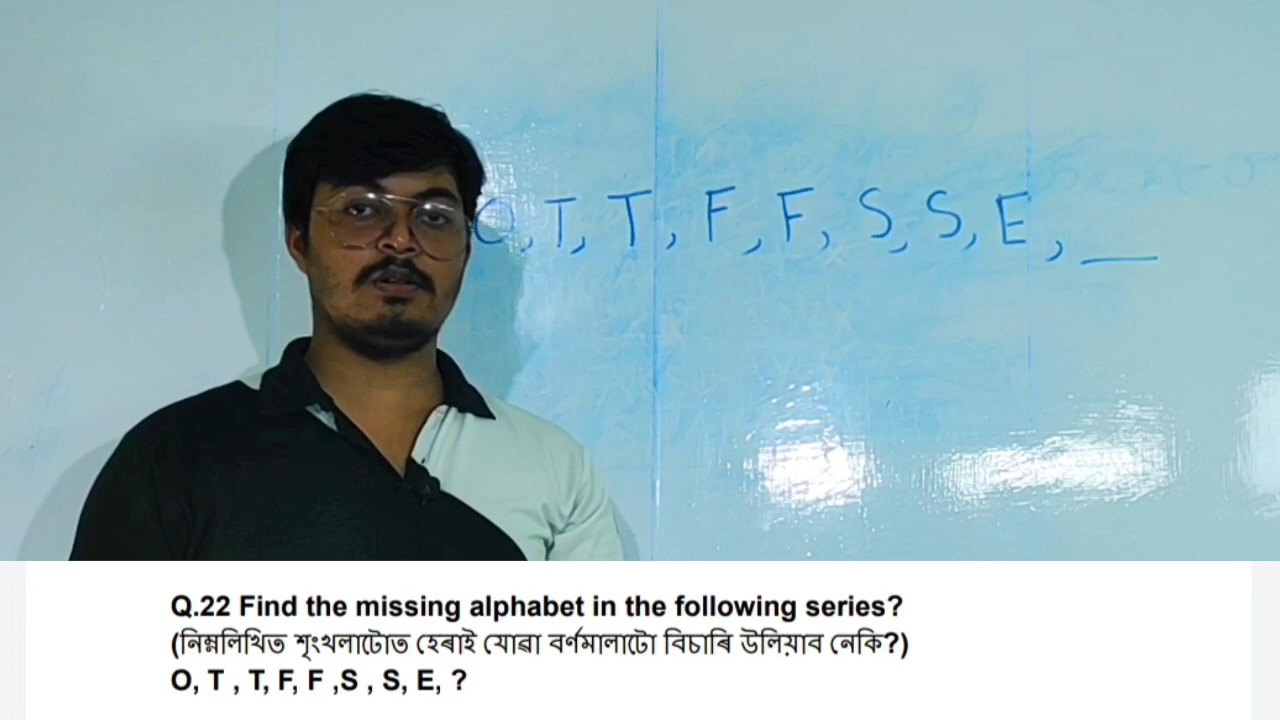 O, T, T, F, F, S, S, E, __
Q.22 Find the missing alphabet in the following series?
(নিম্নলিখিত শৃংখলাটোত হেৰাই যোৱা বৰ্ণমালাটো বিচাৰি উলিয়াব নেকি?)
O, T , T, F, F ,S , S, E, ?